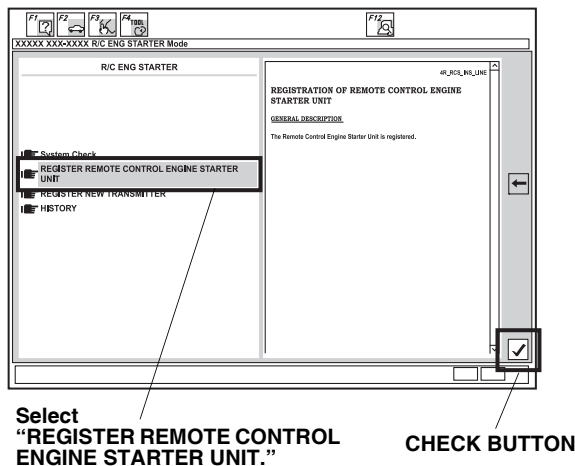 F1
F2
F3
F4 TOOL
F12
XXXXX XXX-XXXX R/C ENG STARTER Mode
R/C ENG STARTER
System Check
REGISTER REMOTE CONTROL ENGINE STARTER
UNIT
REGISTER NEW TRANSMITTER
HISTORY
4R_RCS_INS_LINE
REGISTRATION OF REMOTE CONTROL ENGINE
STARTER UNIT
GENERAL DESCRIPTION
The Remote Control Engine Starter Unit is registered.
Select
“REGISTER REMOTE CONTROL
ENGINE STARTER UNIT.”
CHECK BUTTON